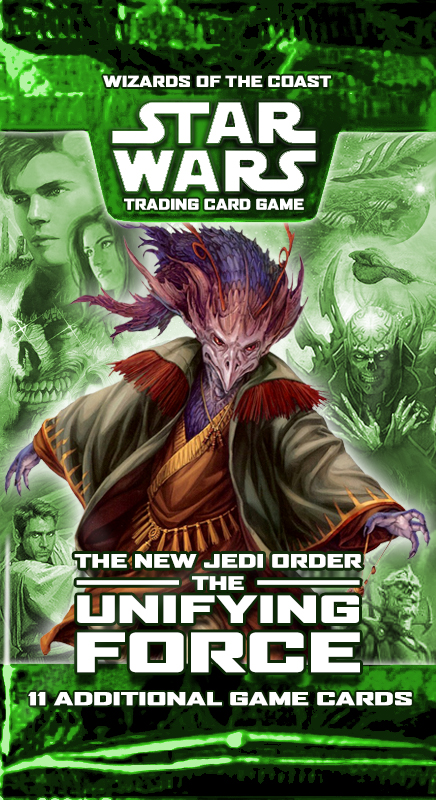 WIZARDS OF THE COAST
STAR
WARS
TRADING CARD GAME
THE NEW JEDI ORDER
THE
UNIFYING
FORCE
11 ADDITIONAL GAME CARDS